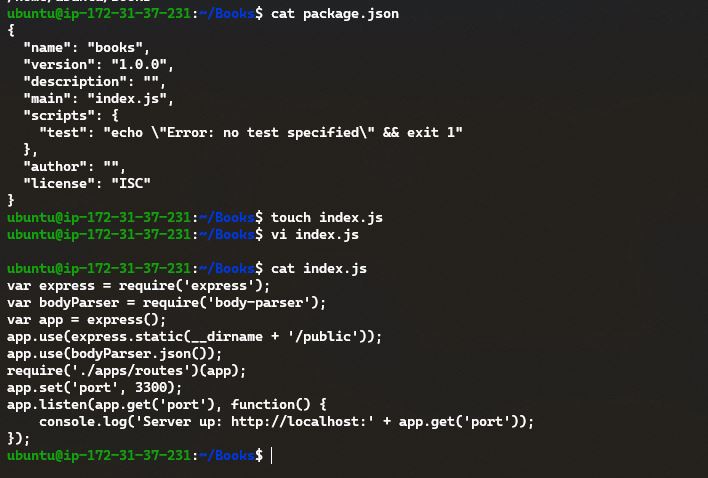 ubuntu@ip-172-31-37-231:~/Books$ cat package.json
{
  "name": "books",
  "version": "1.0.0",
  "description": "",
  "main": "index.js",
  "scripts": {
    "test": "echo \"Error: no test specified\" && exit 1"
  },
  "author": "",
  "license": "ISC"
}
ubuntu@ip-172-31-37-231:~/Books$ touch index.js
ubuntu@ip-172-31-37-231:~/Books$ vi index.js

ubuntu@ip-172-31-37-231:~/Books$ cat index.js
var express = require('express');
var bodyParser = require('body-parser');
var app = express();
app.use(express.static(__dirname + '/public'));
app.use(bodyParser.json());
require('./apps/routes')(app);
app.set('port', 3300);
app.listen(app.get('port'), function() {
    console.log('Server up: http://localhost:' + app.get('port'));
});
ubuntu@ip-172-31-37-231:~/Books$